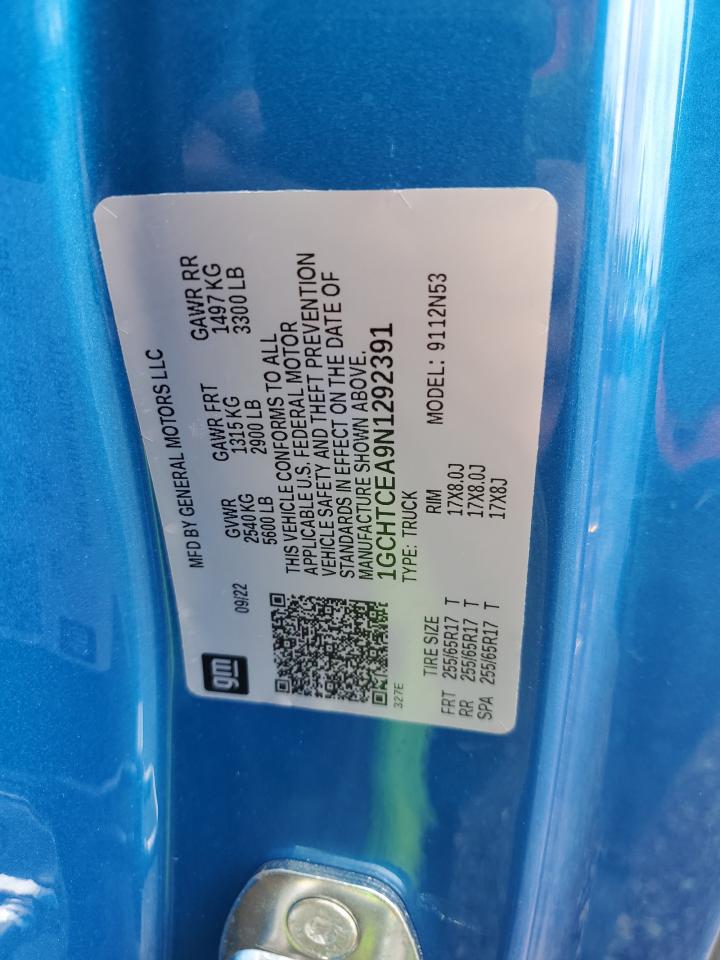 gm
MFD BY GENERAL MOTORS LLC
09/22
GVWR GAWR FRT GAWR RR
2540 KG 1315 KG 1497 KG
5600 LB 2900 LB 3300 LB
THIS VEHICLE CONFORMS TO ALL
APPLICABLE U.S. FEDERAL MOTOR
VEHICLE SAFETY AND THEFT PREVENTION
STANDARDS IN EFFECT ON THE DATE OF
MANUFACTURE SHOWN ABOVE.
1GCHTCEA9N1292391
327E
TYPE: TRUCK MODEL: 9112N53
TIRE SIZE RIM
FRT 255/65R17 T 17X8.0J
RR 255/65R17 T 17X8.0J
SPA 255/65R17 T 17X8J